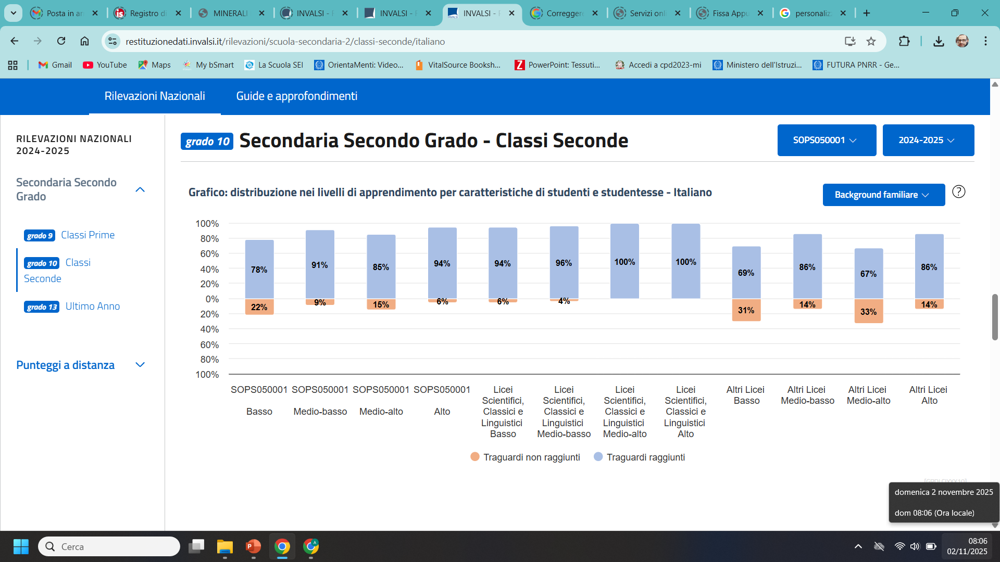 Posta in ar
Registro di
MINERALI
INVALSI - P
INVALSI - P
INVALSI - P
Correggere
Servizi onli
Fissa Appu
personaliz
restituzionedati.invalsi.it/rilevazioni/scuola-secondaria-2/classi-seconde/italiano
Gmail
YouTube
Maps
My bSmart
La Scuola SEI
OrientaMenti: Video...
VitalSource Booksh...
PowerPoint: Tessuti...
Accedi a cpd2023-mi
Ministero dell'Istruzi...
FUTURA PNRR - Ge...
Rilevazioni Nazionali
Guide e approfondimenti
RILEVAZIONI NAZIONALI
2024-2025
Secondaria Secondo
Grado
grado 9 Classi Prime
grado 10 Classi
Seconde
grado 13 Ultimo Anno
Punteggi a distanza
grado 10 Secondaria Secondo Grado - Classi Seconde
SOPS050001
2024-2025
Grafico: distribuzione nei livelli di apprendimento per caratteristiche di studenti e studentesse - Italiano
Background familiare
?
100%
80%
60%
40%
20%
0%
20%
40%
60%
80%
100%
78% 91% 85% 94% 94% 96% 100% 100% 69% 86% 67% 86%
22% 9% 15% 6% 6% 4% 31% 14% 33% 14%
SOPS050001
Basso
SOPS050001
Medio-basso
SOPS050001
Medio-alto
SOPS050001
Alto
Licei
Scientifici,
Classici e
Linguistici
Basso
Licei
Scientifici,
Classici e
Linguistici
Medio-basso
Licei
Scientifici,
Classici e
Linguistici
Medio-alto
Licei
Scientifici,
Classici e
Linguistici
Alto
Altri Licei
Basso
Altri Licei
Medio-basso
Altri Licei
Medio-alto
Altri Licei
Alto
Traguardi non raggiunti
Traguardi raggiunti
domenica 2 novembre 2025
dom 08:06 (Ora locale)
Cerca
08:06
02/11/2025